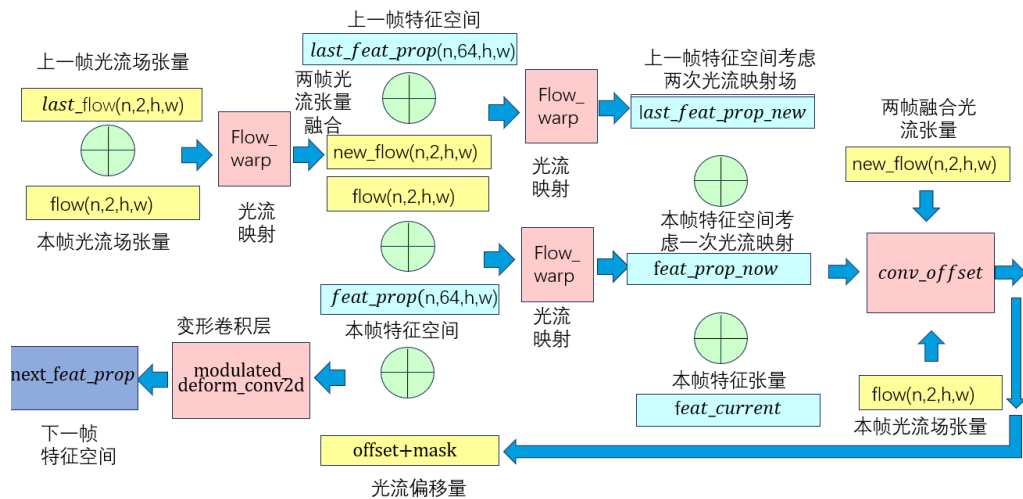 上一帧光流场张量
last_flow(n,2,h,w)
flow(n,2,h,w)
本帧光流场张量
Flow_
warp
光流
映射
两帧光
流张量
融合
上一帧特征空间
last_feat_prop(n,64,h,w)
new_flow(n,2,h,w)
flow(n,2,h,w)
feat_prop(n,64,h,w)
本帧特征空间
Flow_
warp
光流
映射
Flow_
warp
光流
映射
上一帧特征空间考虑
两次光流映射场
last_feat_prop_new
本帧特征空间考
虑一次光流映射
feat_prop_now
本帧特征张量
feat_current
两帧融合光
流张量
new_flow(n,2,h,w)
conv_offset
flow(n,2,h,w)
本帧光流场张量
offset+mask
光流偏移量
变形卷积层
modulated
deform_conv2d
next_feat_prop
下一帧
特征空间